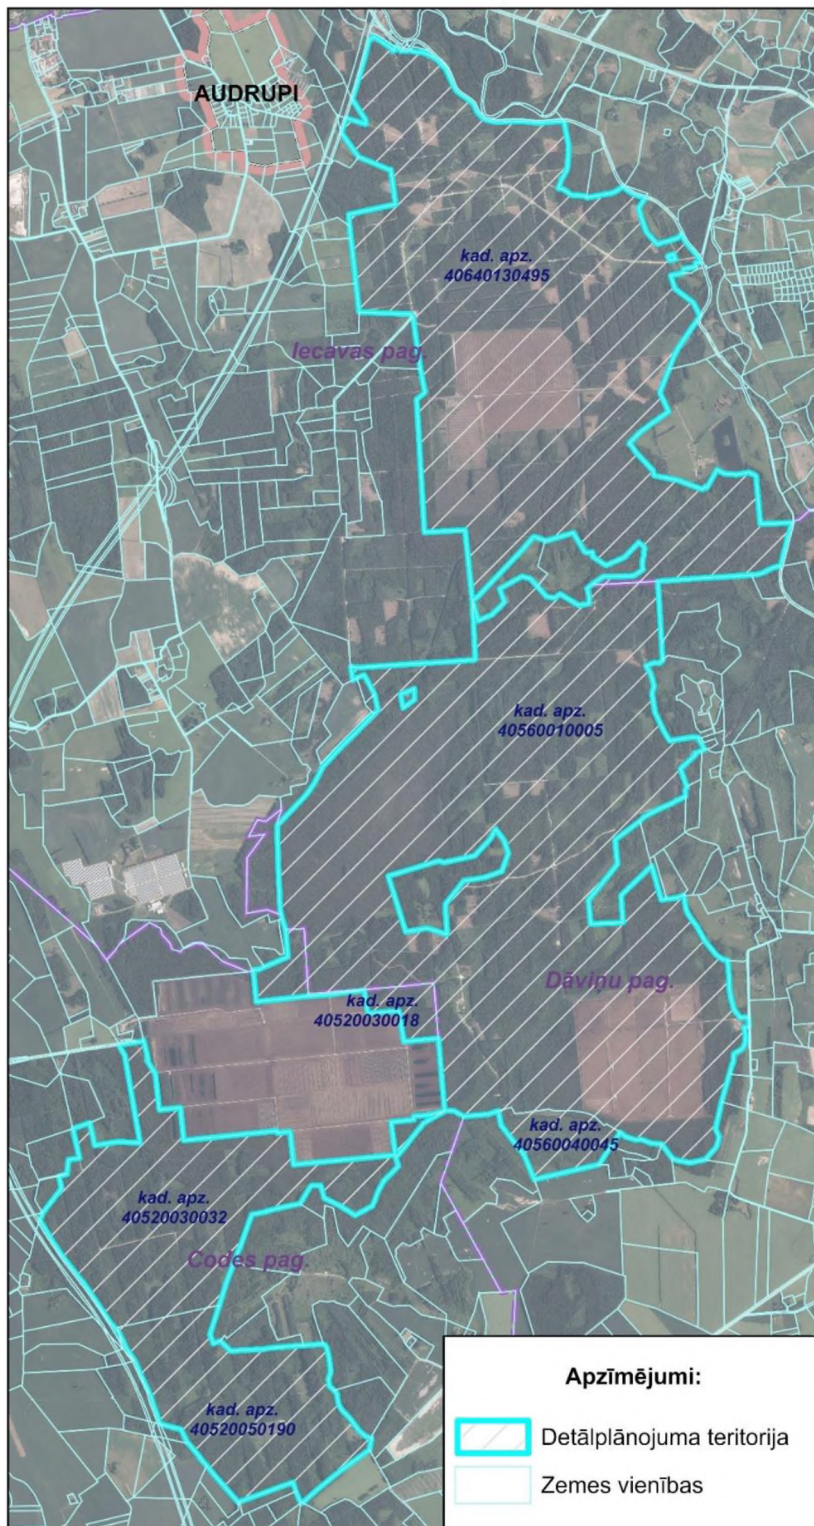 AUDRUPI
kad. apz.
40640130495
Iecavas pag.
kad. apz.
40560010005
Dāviņu pag.
kad. apz.
40520030018
kad. apz.
40560040045
kad. apz.
40520030032
Codes pag.
kad. apz.
40520050190
Apzīmējumi:
Detālplānojuma teritorija
Zemes vienības